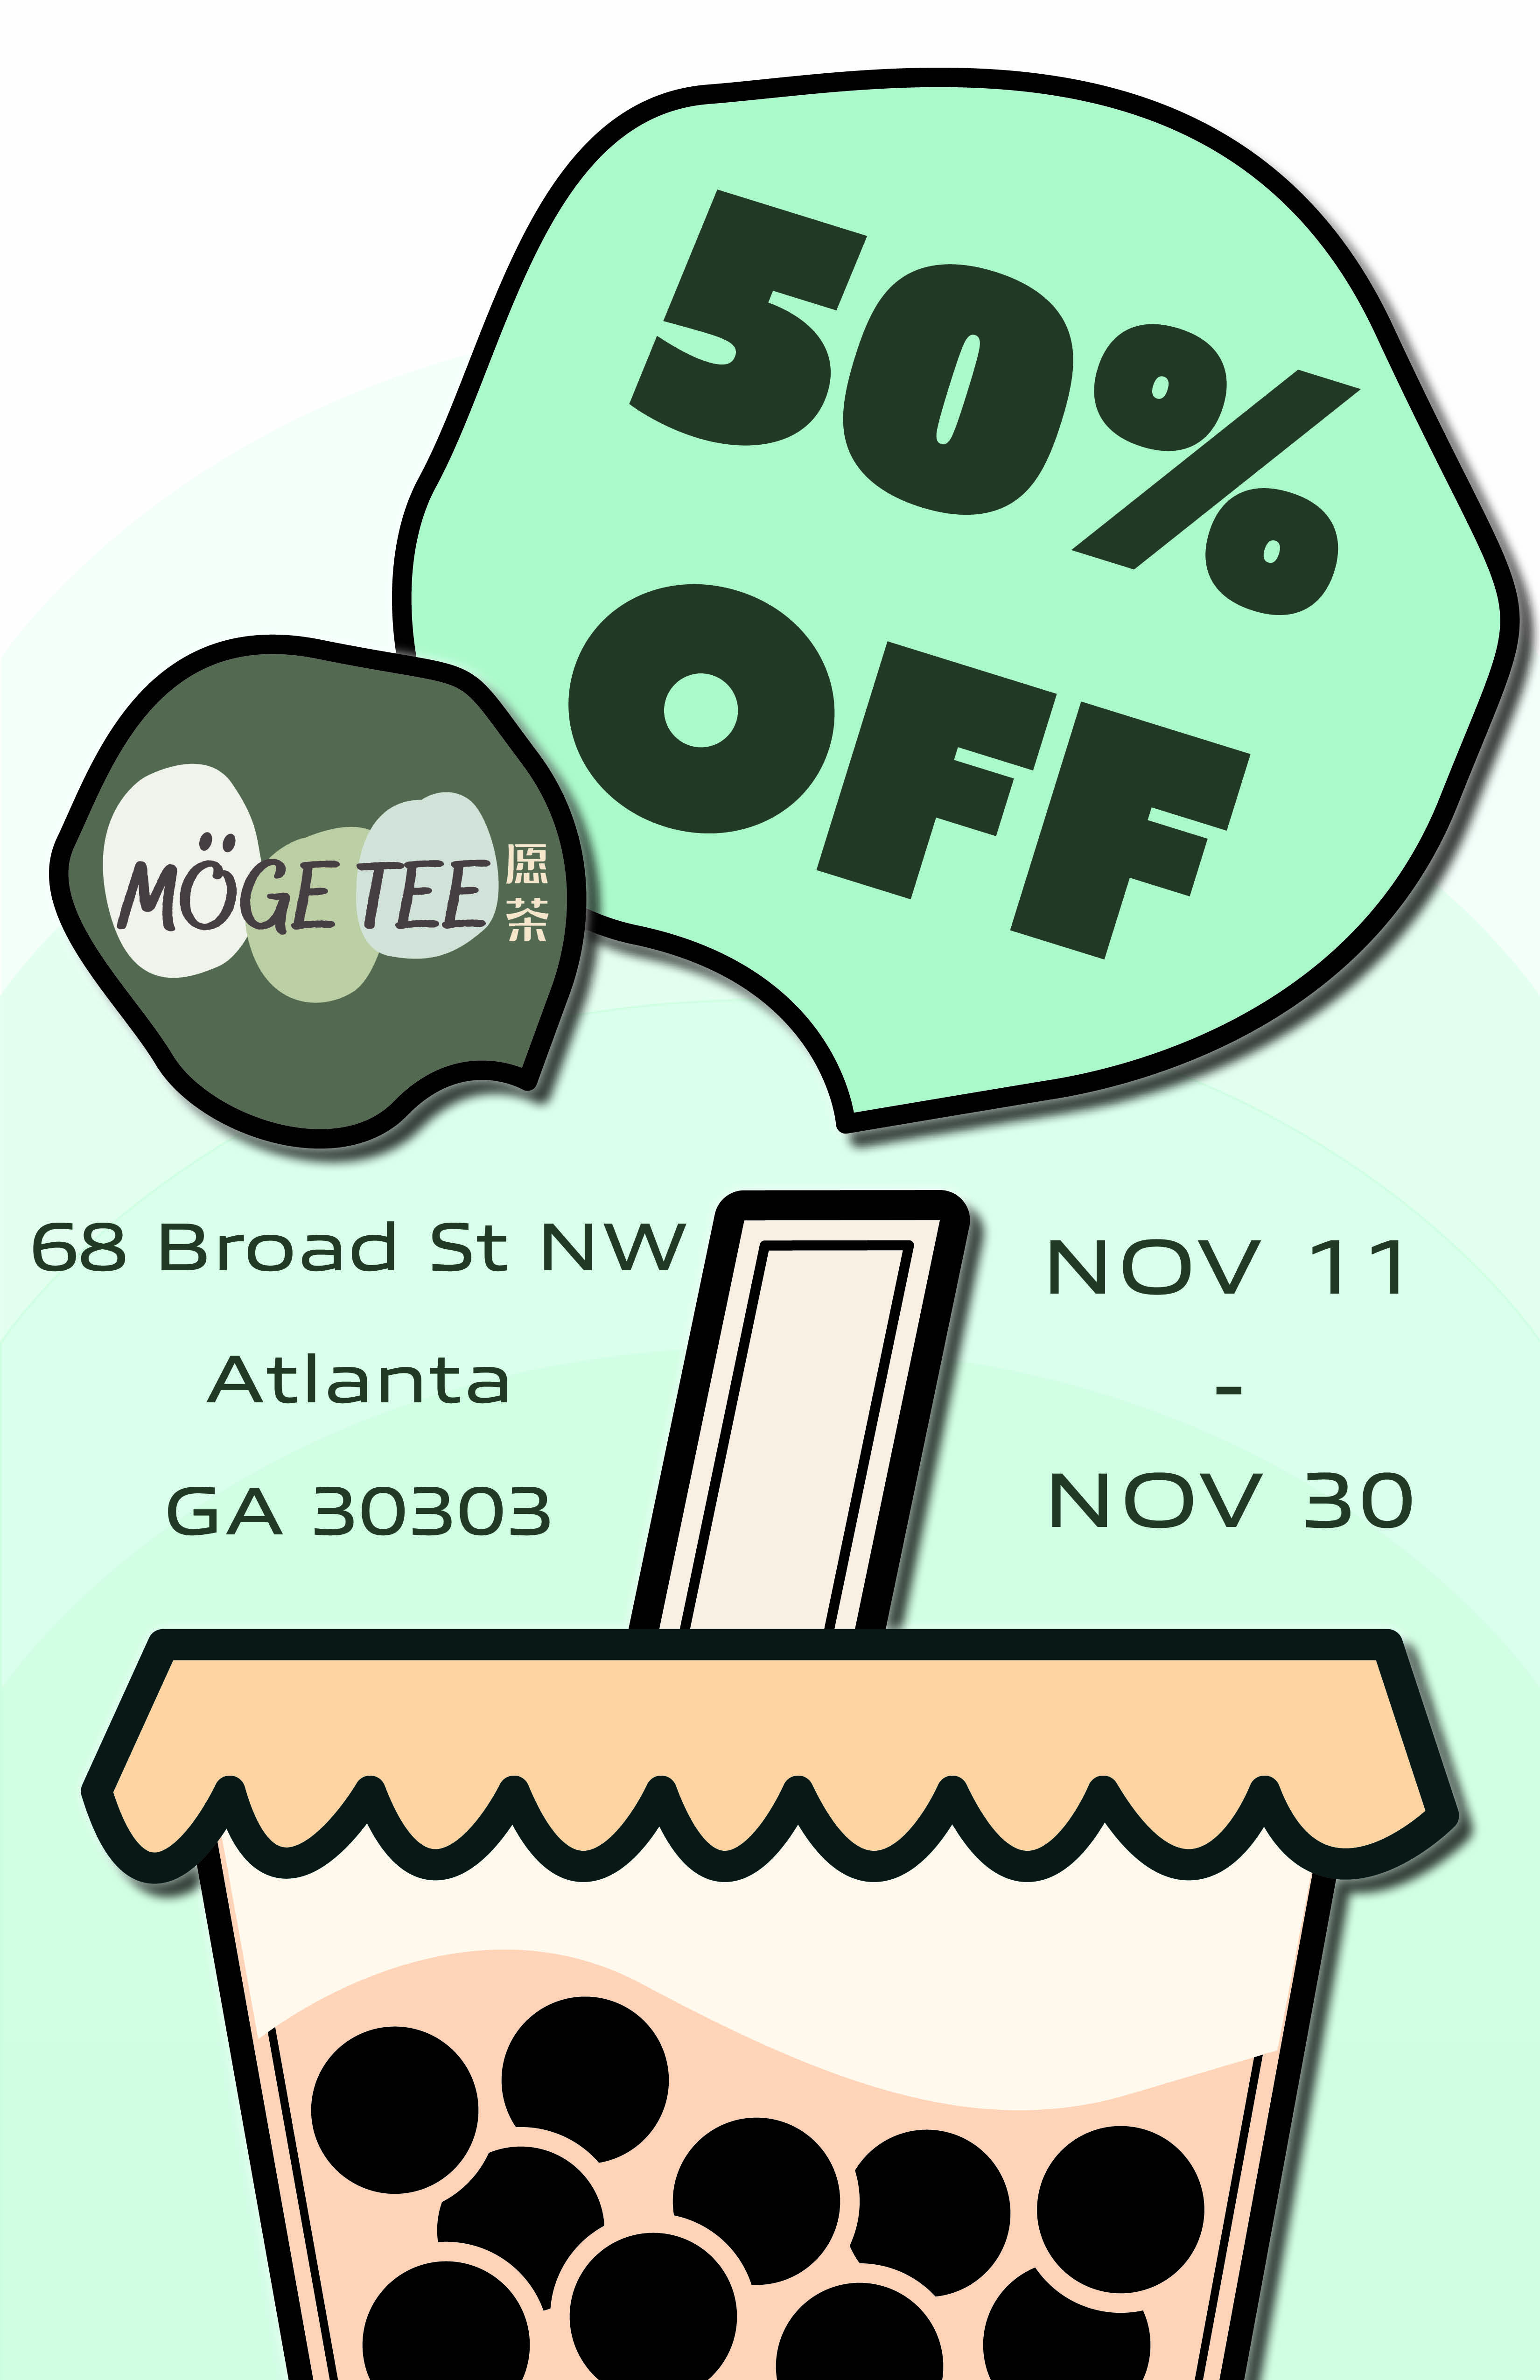 50%
OFF
MÖGE TEE
愿
茶
68 Broad St NW
Atlanta
GA 30303
NOV 11
-
NOV 30